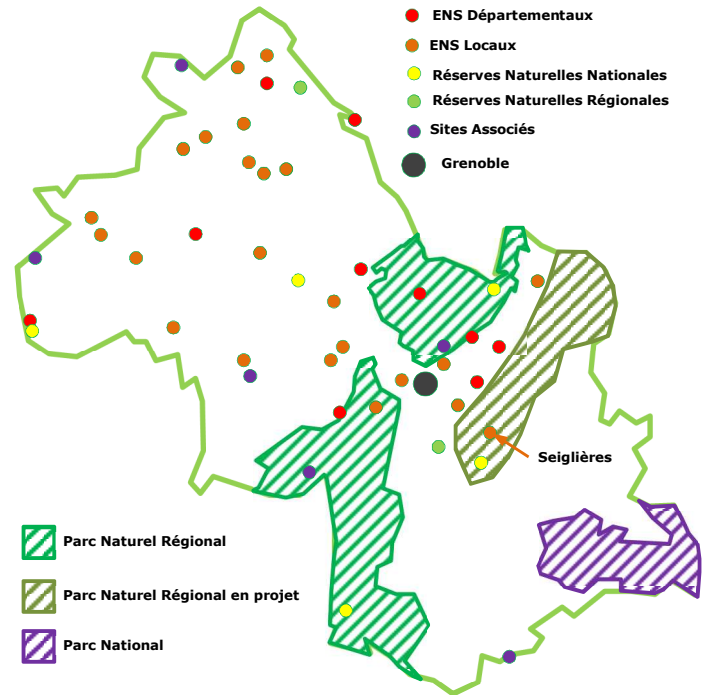 ENS Départementaux
ENS Locaux
Réserves Naturelles Nationales
Réserves Naturelles Régionales
Sites Associés
Grenoble
Seiglières
Parc Naturel Régional
Parc Naturel Régional en projet
Parc National